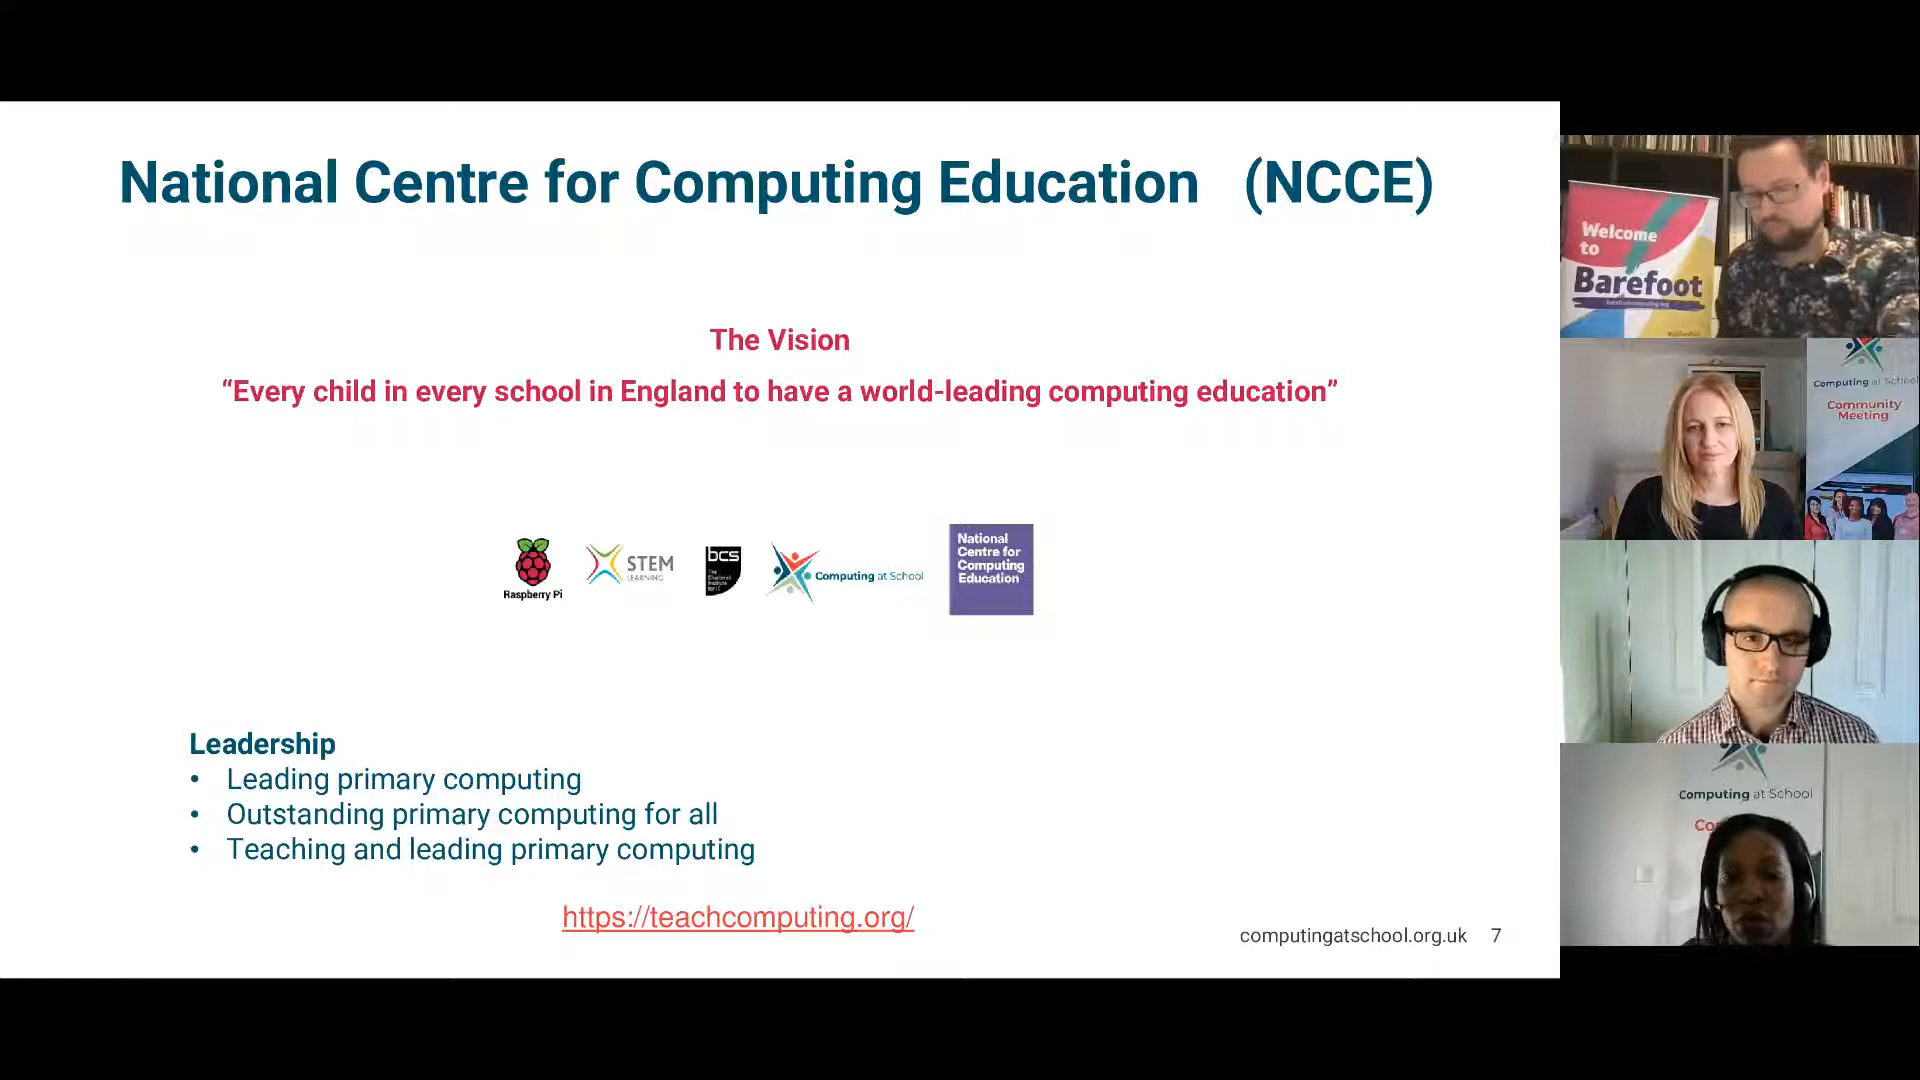 National Centre for Computing Education (NCCE)
The Vision
“Every child in every school in England to have a world-leading computing education”
Raspberry Pi
STEM
LEARNING
bcs
The
Chartered
Institute
for IT
Computing at School
National
Centre for
Computing
Education
Leadership
• Leading primary computing
• Outstanding primary computing for all
• Teaching and leading primary computing
https://teachcomputing.org/
computingatschool.org.uk 7
Welcome
to
Barefoot
Computing at School
Community
Meeting
Computing at School